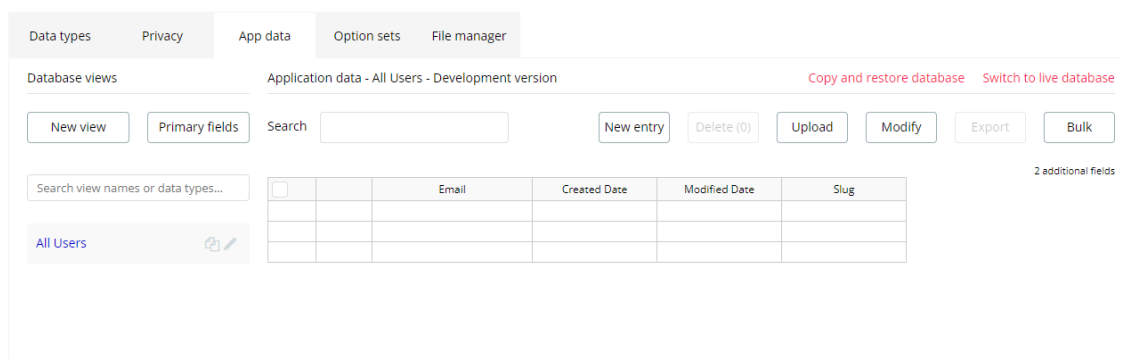 Data types Privacy App data Option sets File manager
Database views
Application data - All Users - Development version Copy and restore database Switch to live database
New view Primary fields Search New entry Delete (0) Upload Modify Export Bulk
2 additional fields
Search view names or data types...
Email Created Date Modified Date Slug
All Users